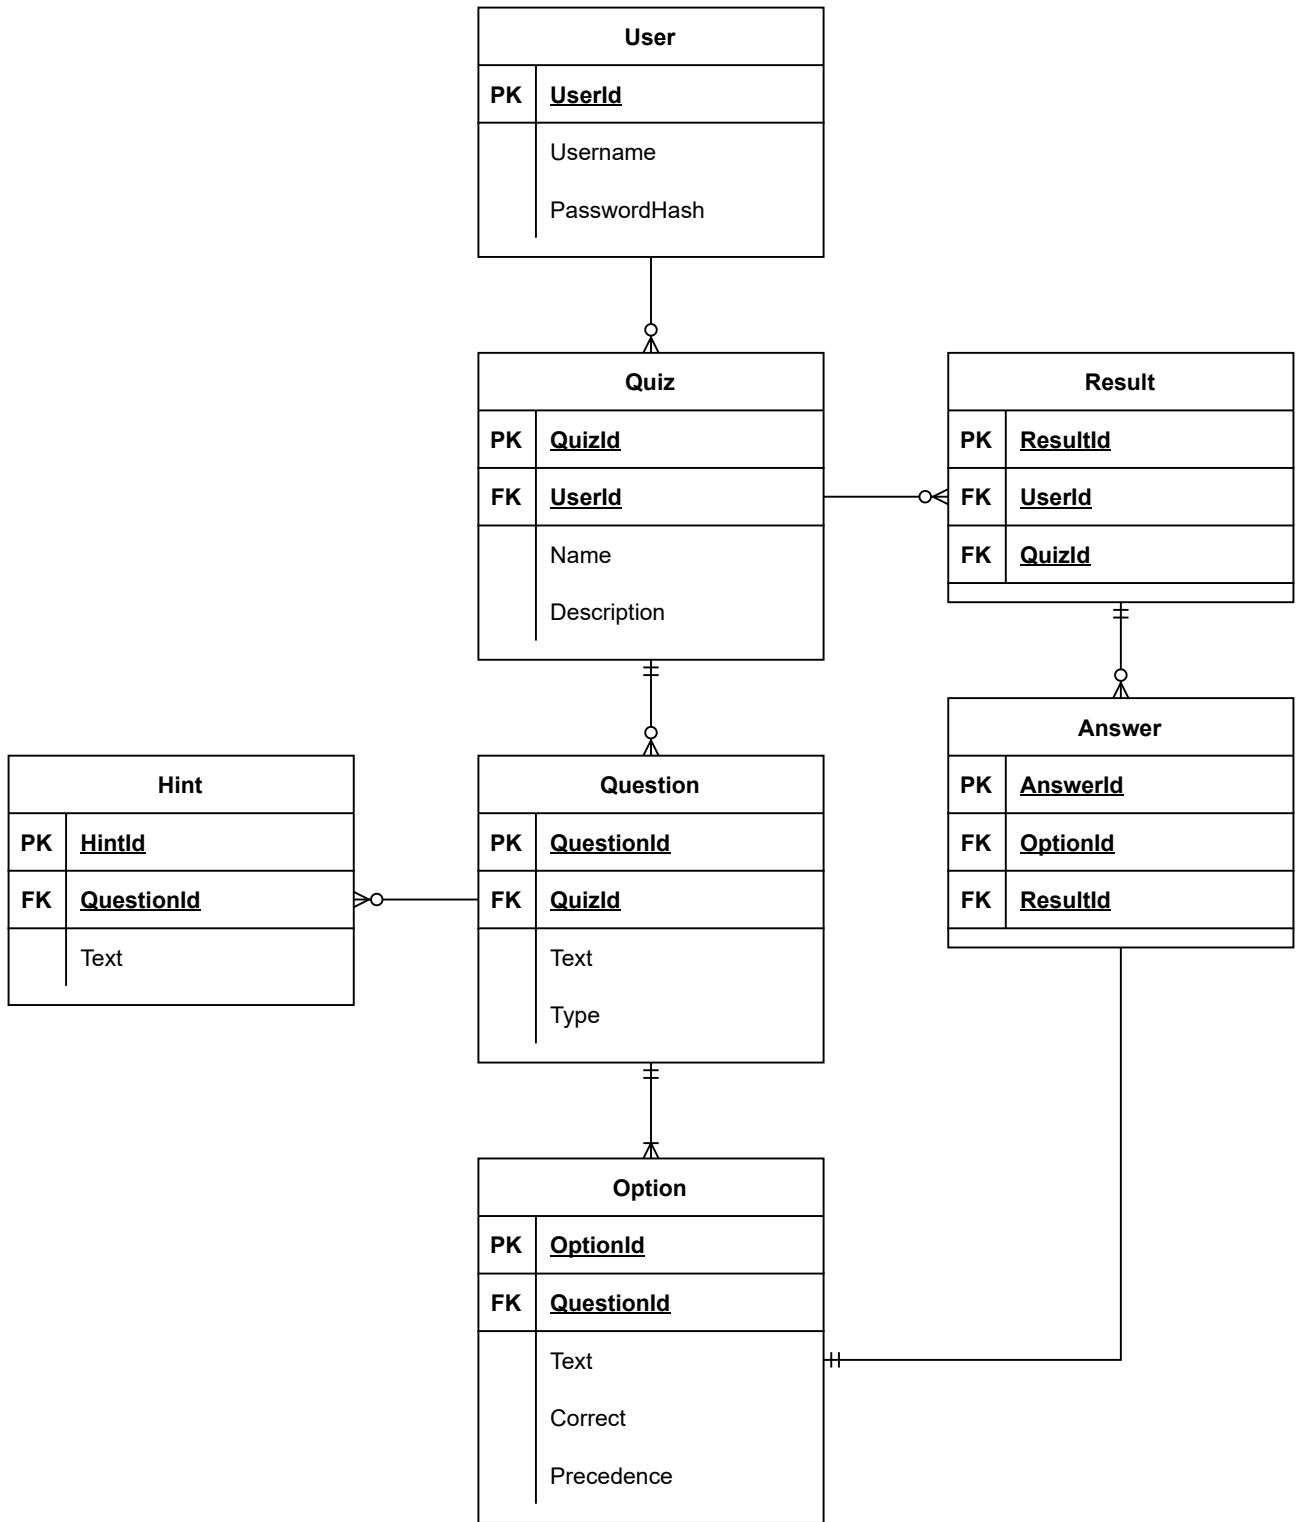 User
PK UserId
Username
PasswordHash
Quiz
PK QuizId
FK UserId
Name
Description
Result
PK ResultId
FK UserId
FK QuizId
Hint
PK HintId
FK QuestionId
Text
Question
PK QuestionId
FK QuizId
Text
Type
Answer
PK AnswerId
FK OptionId
FK ResultId
Option
PK OptionId
FK QuestionId
Text
Correct
Precedence